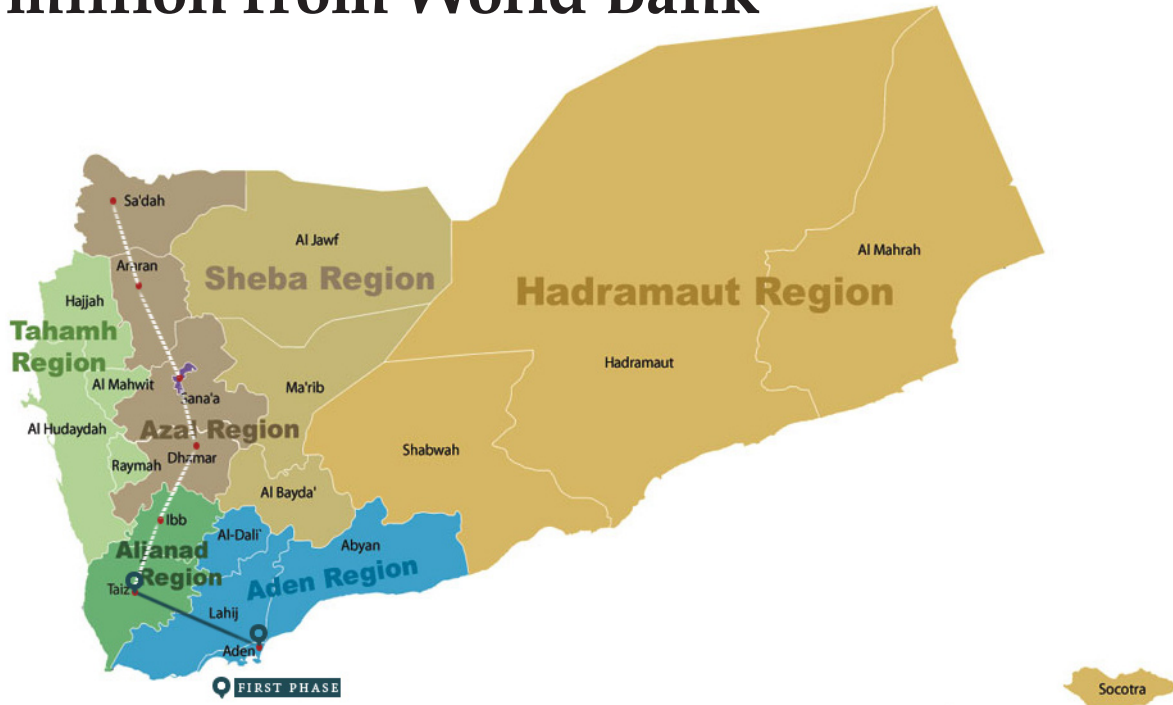 million from World Bank
Sa'dah
Al Jawf
Al Mahrah
Amran
Sheba Region
Hadramaut Region
Hajjah
Tahamh
Region
Hadramaut
Al Mahwit
Ma'rib
Sana'a
Al Hudaydah
Azal Region
Shabwah
Dhamar
Raymah
Al Bayda'
Ibb
Al-Dali`
Abyan
Aljanad
Region
Aden Region
Taiz
Lahij
Aden
FIRST PHASE
Socotra